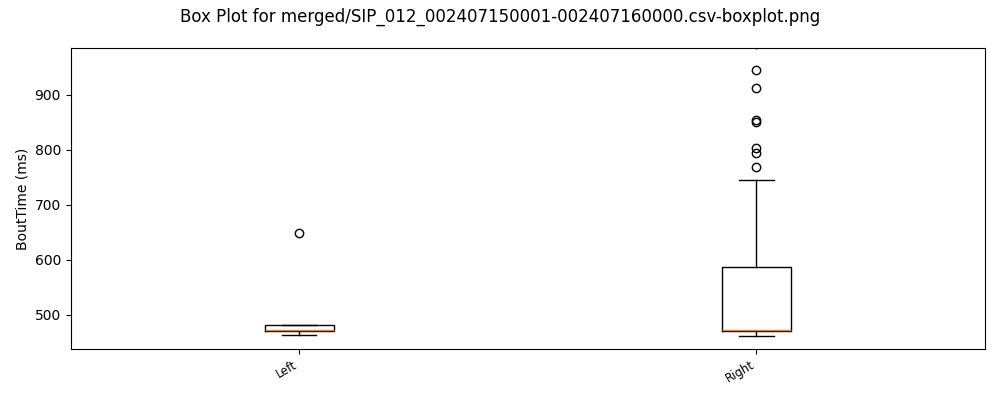 Box Plot for merged/SIP_012_002407150001-002407160000.csv-boxplot.png
BoutTime (ms)
900
800
700
600
500
Left
Right